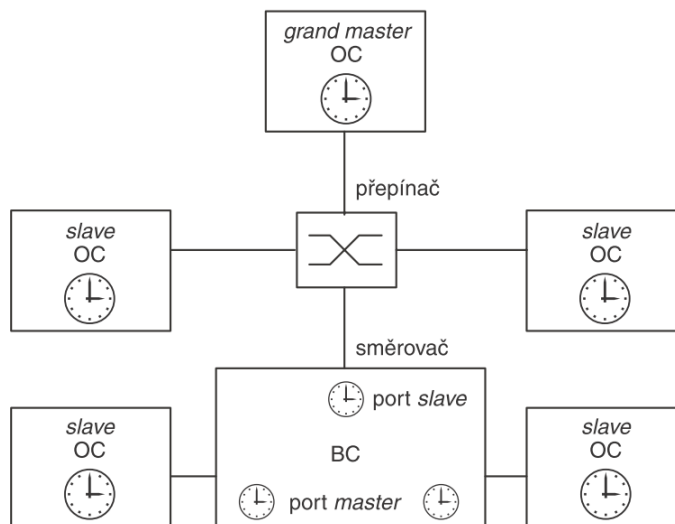 grand master
OC
přepínač
slave
OC
slave
OC
směrovač
port slave
slave
OC
BC
slave
OC
port master